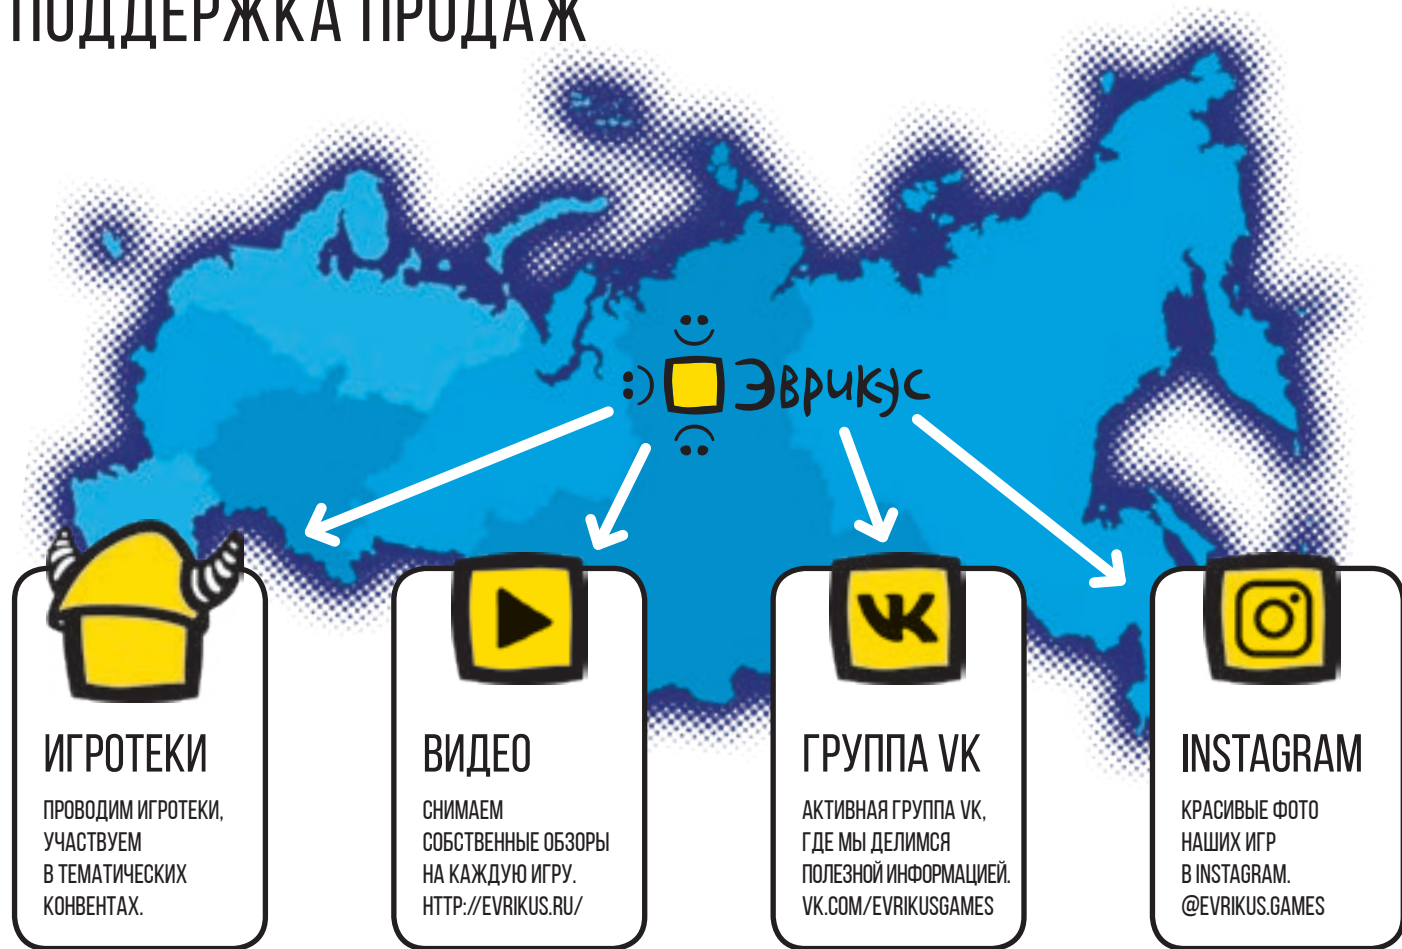 ПОДДЕРЖКА ПРОДАЖ
Эврикус
ИГРОТЕКИ
ПРОВОДИМ ИГРОТЕКИ,
УЧАСТВУЕМ
В ТЕМАТИЧЕСКИХ
КОНВЕНТАХ.
ВИДЕО
СНИМАЕМ
СОБСТВЕННЫЕ ОБЗОРЫ
НА КАЖДУЮ ИГРУ.
HTTP://EVRIKUS.RU/
VK
ГРУППА VK
АКТИВНАЯ ГРУППА VK,
ГДЕ МЫ ДЕЛИМСЯ
ПОЛЕЗНОЙ ИНФОРМАЦИЕЙ.
VK.COM/EVRIKUSGAMES
INSTAGRAM
КРАСИВЫЕ ФОТО
НАШИХ ИГР
В INSTAGRAM.
@EVRIKUS.GAMES